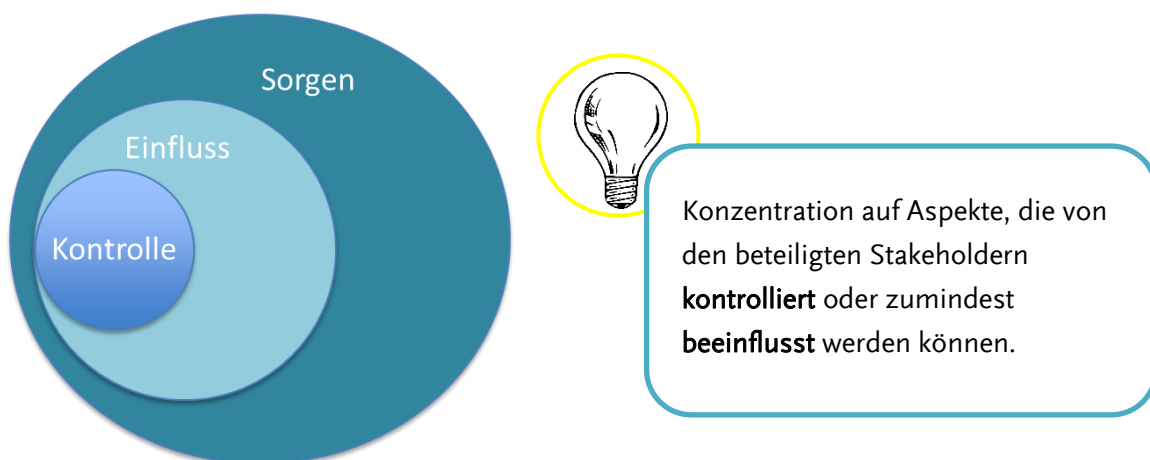 Sorgen
Einfluss
Kontrolle
Konzentration auf Aspekte, die von
den beteiligten Stakeholdern
kontrolliert oder zumindest
beeinflusst werden können.